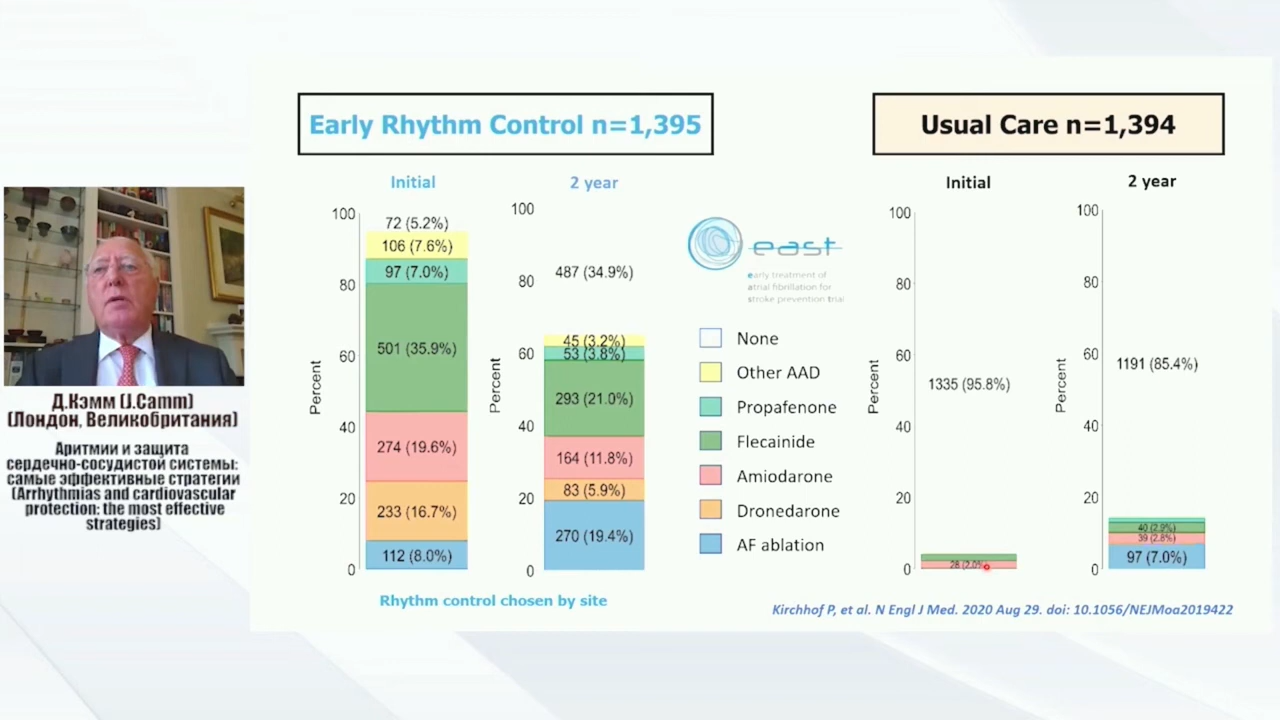 Early Rhythm Control n=1,395
Usual Care n=1,394
Initial
2 year
Initial
2 year
Percent
100
80
60
40
20
0
72 (5.2%)
106 (7.6%)
97 (7.0%)
501 (35.9%)
274 (19.6%)
233 (16.7%)
112 (8.0%)
Percent
100
80
60
40
20
0
487 (34.9%)
45 (3.2%)
53 (3.8%)
293 (21.0%)
164 (11.8%)
83 (5.9%)
270 (19.4%)
Rhythm control chosen by site
east
early treatment of
atrial fibrillation for
stroke prevention trial
None
Other AAD
Propafenone
Flecainide
Amiodarone
Dronedarone
AF ablation
Percent
100
80
60
40
20
0
1335 (95.8%)
28 (2.0%)
Percent
100
80
60
40
20
0
1191 (85.4%)
40 (2.9%)
39 (2.8%)
97 (7.0%)
Kirchhof P, et al. N Engl J Med. 2020 Aug 29. doi: 10.1056/NEJMoa2019422
Д.Кэмм (J.Camm)
(Лондон, Великобритания)
Аритмии и защита
сердечно-сосудистой системы:
самые эффективные стратегии
(Arrhythmias and cardiovascular
protection: the most effective
strategies)